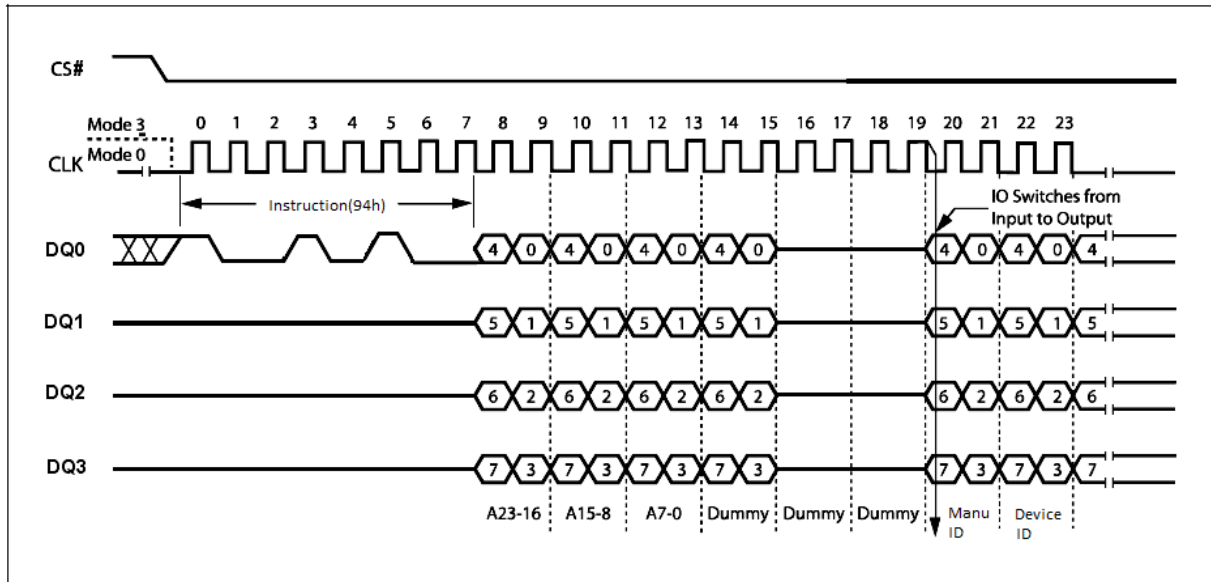 CS#
Mode 3 0 1 2 3 4 5 6 7 8 9 10 11 12 13 14 15 16 17 18 19 20 21 22 23
Mode 0
CLK
Instruction(94h)
IO Switches from
Input to Output
DQ0 4 0 4 0 4 0 4 0 4 0 4 0 4
DQ1 5 1 5 1 5 1 5 1 5 1 5 1 5
DQ2 6 2 6 2 6 2 6 2 6 2 6 2 6
DQ3 7 3 7 3 7 3 7 3 7 3 7 3 7
A23-16 A15-8 A7-0 Dummy Dummy Dummy Manu Device
ID ID